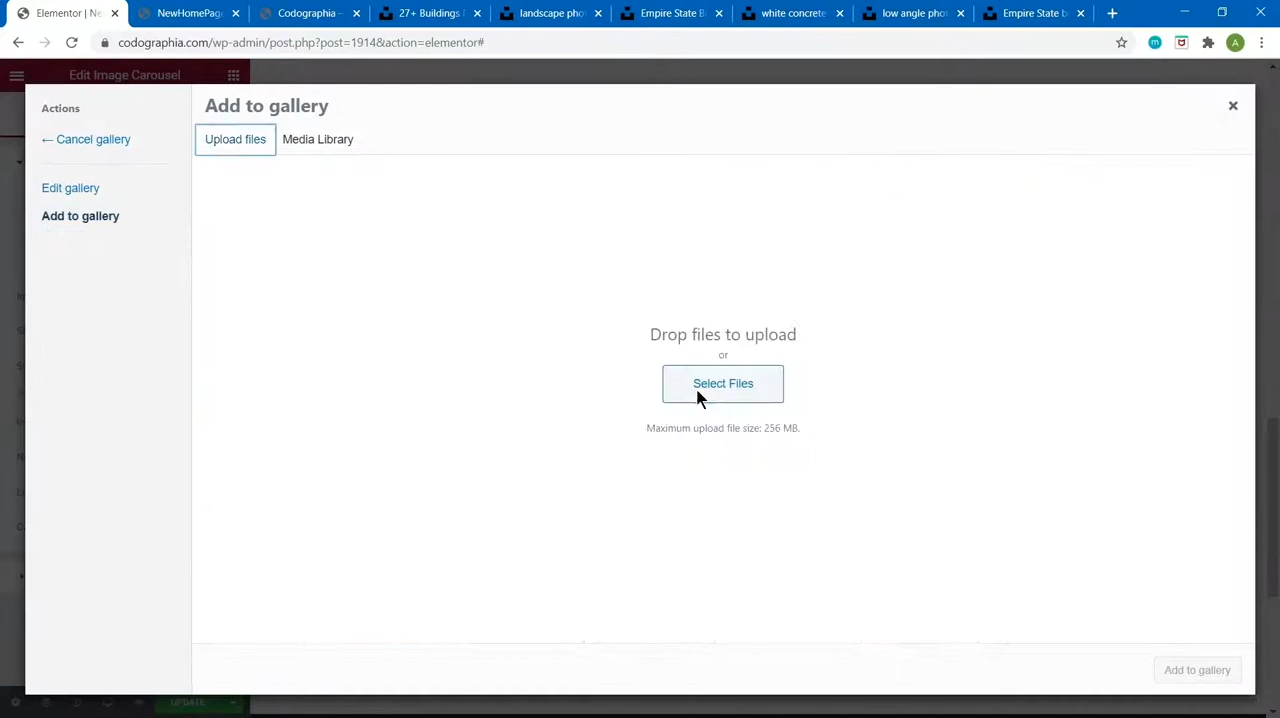 Elementor | Ne
NewHomePag
Codographia –
27+ Buildings
landscape pho
Empire State B
white concrete
low angle phot
Empire State b
codographia.com/wp-admin/post.php?post=1914&action=elementor#
A
Edit Image Carousel
Actions
← Cancel gallery
Edit gallery
Add to gallery
Add to gallery
Upload files
Media Library
Drop files to upload
or
Select Files
Maximum upload file size: 256 MB.
Add to gallery
UPDATE